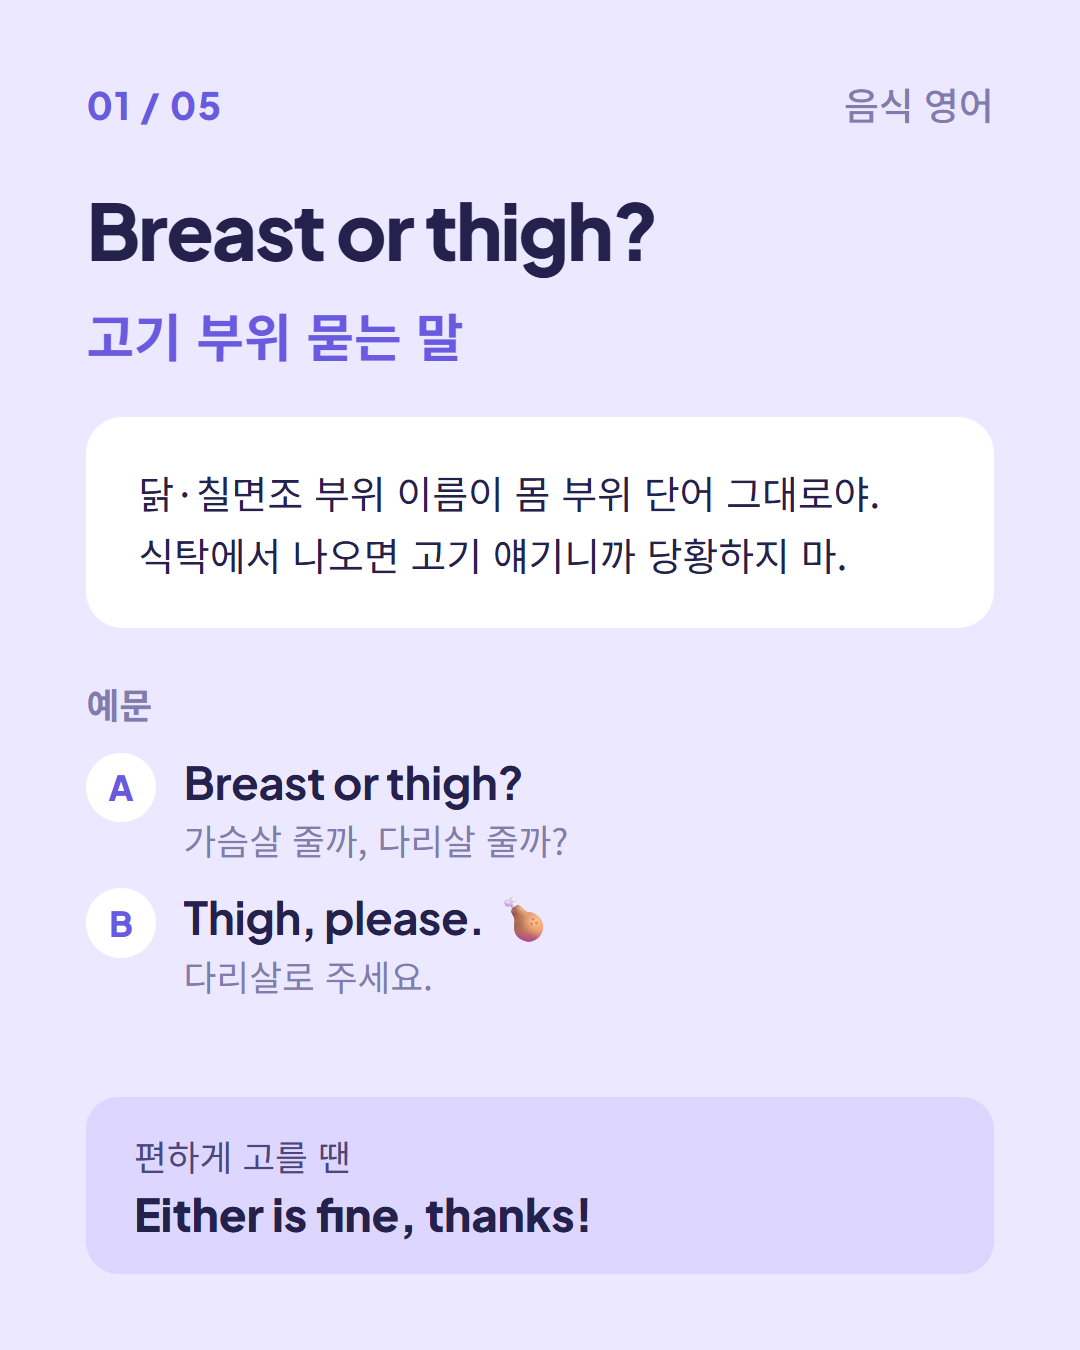 01 / 05
음식 영어
Breast or thigh?
고기 부위 묻는 말
닭·칠면조 부위 이름이 몸 부위 단어 그대로야.
식탁에서 나오면 고기 얘기니까 당황하지 마.
예문
A
Breast or thigh?
가슴살 줄까, 다리살 줄까?
B
Thigh, please. 🍗
다리살로 주세요.
편하게 고를 땐
Either is fine, thanks!